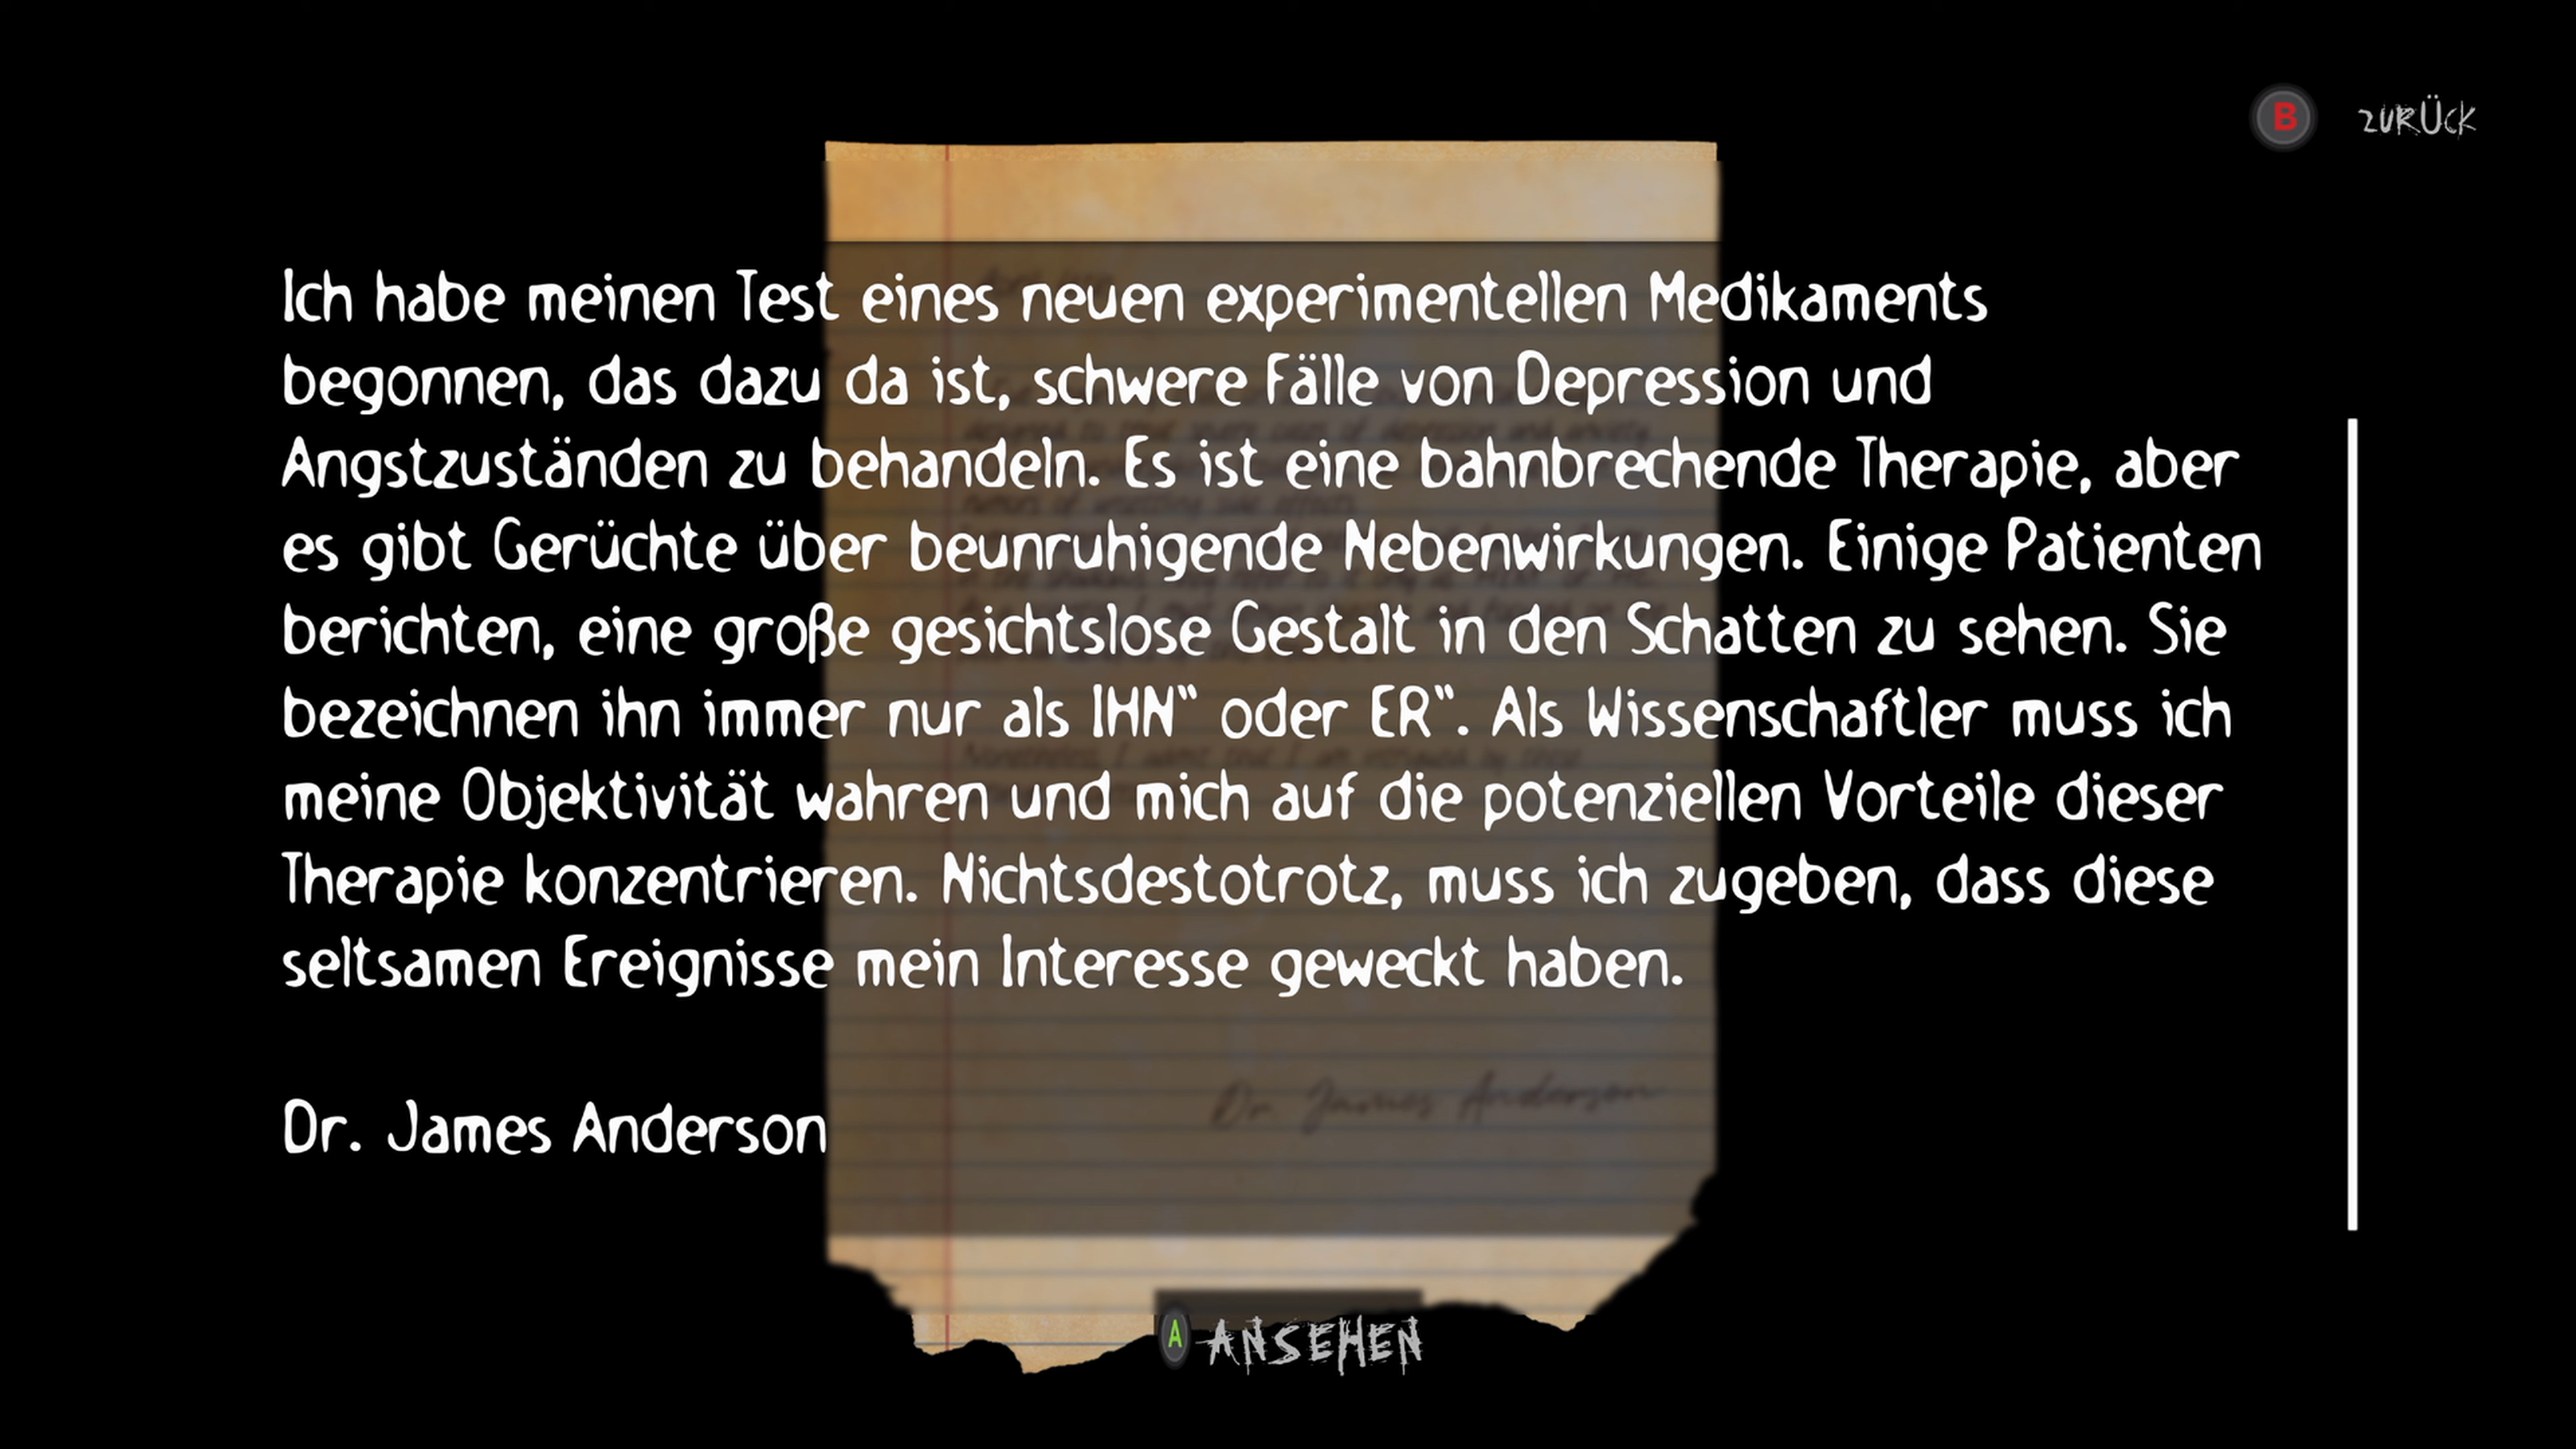 B ZURÜCK
Ich habe meinen Test eines neuen experimentellen Medikaments
begonnen, das dazu da ist, schwere Fälle von Depression und
Angstzuständen zu behandeln. Es ist eine bahnbrechende Therapie, aber
es gibt Gerüchte über beunruhigende Nebenwirkungen. Einige Patienten
berichten, eine große gesichtslose Gestalt in den Schatten zu sehen. Sie
bezeichnen ihn immer nur als IHN“ oder ER“. Als Wissenschaftler muss ich
meine Objektivität wahren und mich auf die potenziellen Vorteile dieser
Therapie konzentrieren. Nichtsdestotrotz, muss ich zugeben, dass diese
seltsamen Ereignisse mein Interesse geweckt haben.
Dr. James Anderson
Dr. James Anderson
A ANSEHEN